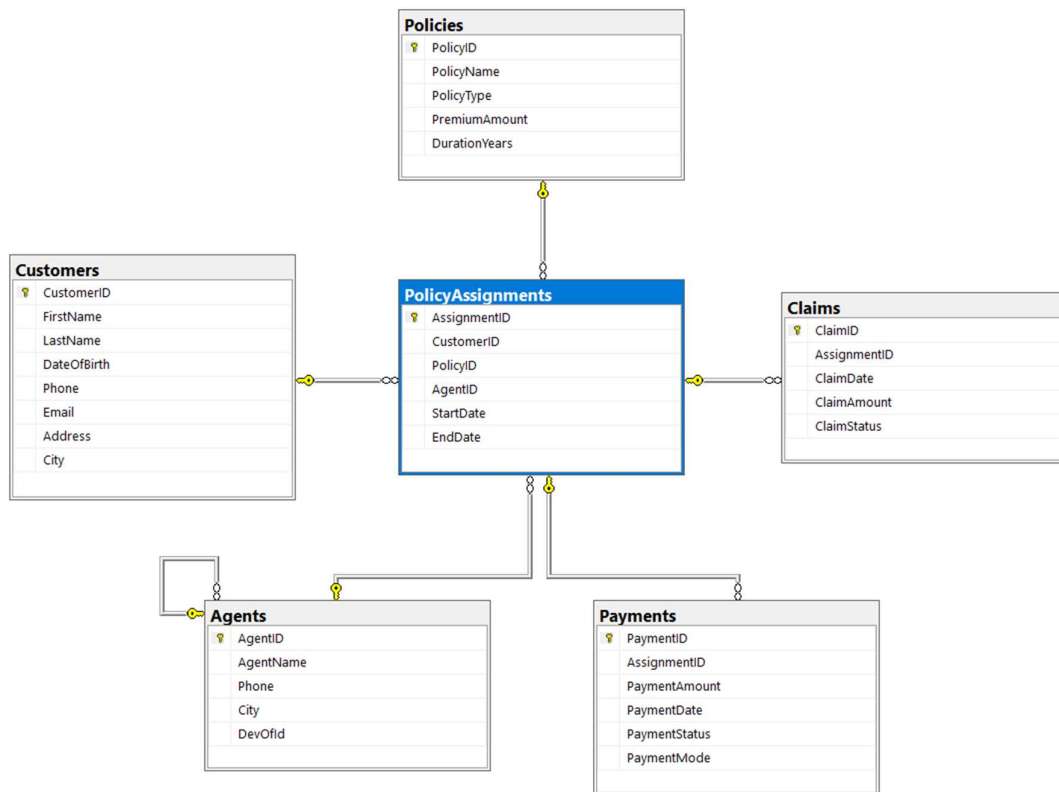 Policies
PolicyID
PolicyName
PolicyType
PremiumAmount
DurationYears
Customers
CustomerID
FirstName
LastName
DateOfBirth
Phone
Email
Address
City
PolicyAssignments
AssignmentID
CustomerID
PolicyID
AgentID
StartDate
EndDate
Claims
ClaimID
AssignmentID
ClaimDate
ClaimAmount
ClaimStatus
Agents
AgentID
AgentName
Phone
City
DevOfId
Payments
PaymentID
AssignmentID
PaymentAmount
PaymentDate
PaymentStatus
PaymentMode